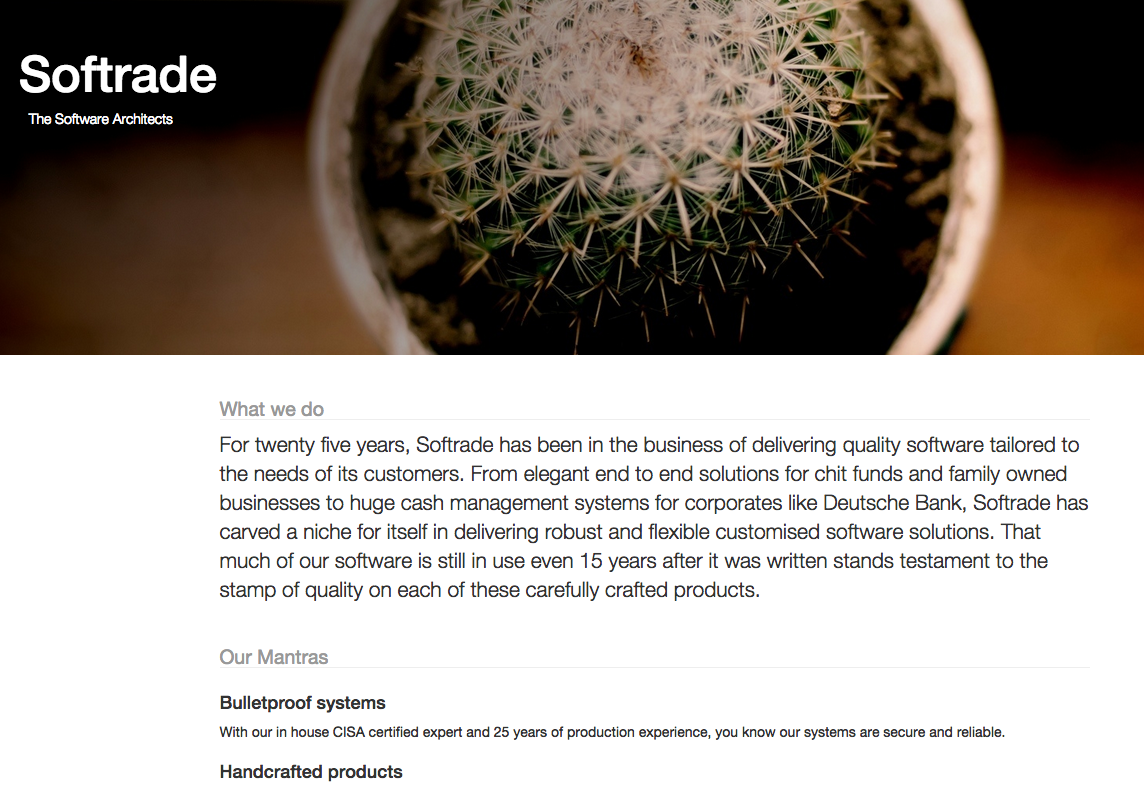 Softrade
The Software Architects
What we do
For twenty five years, Softrade has been in the business of delivering quality software tailored to
the needs of its customers. From elegant end to end solutions for chit funds and family owned
businesses to huge cash management systems for corporates like Deutsche Bank, Softrade has
carved a niche for itself in delivering robust and flexible customised software solutions. That
much of our software is still in use even 15 years after it was written stands testament to the
stamp of quality on each of these carefully crafted products.
Our Mantras
Bulletproof systems
With our in house CISA certified expert and 25 years of production experience, you know our systems are secure and reliable.
Handcrafted products